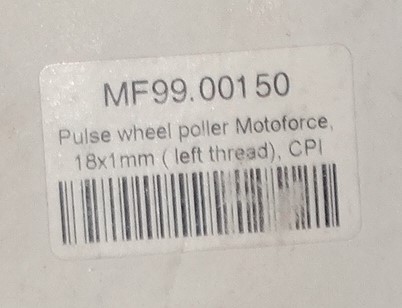 MF99.00150
Pulse wheel poller Motoforce,
18x1mm ( left thread), CPI